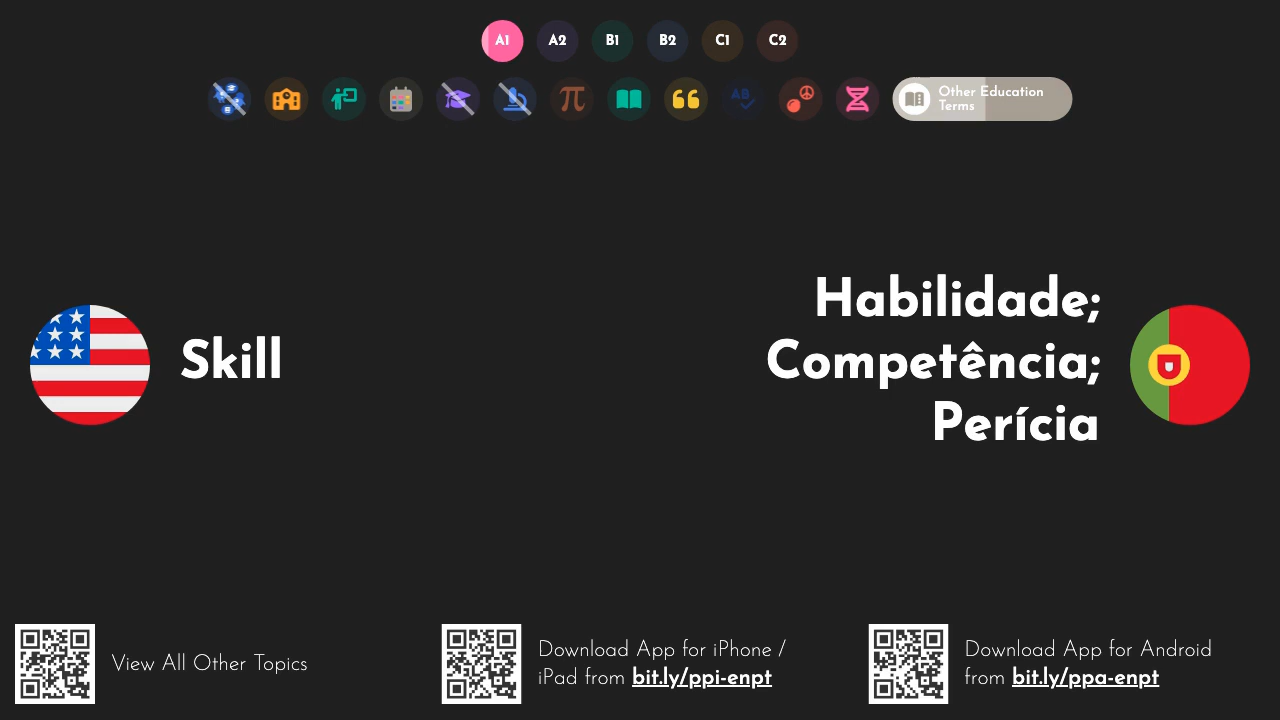 A1 A2 B1 B2 C1 C2
Other Education
Terms
Skill
Habilidade;
Competência;
Perícia
View All Other Topics
Download App for iPhone /
iPad from bit.ly/ppi-enpt
Download App for Android
from bit.ly/ppa-enpt